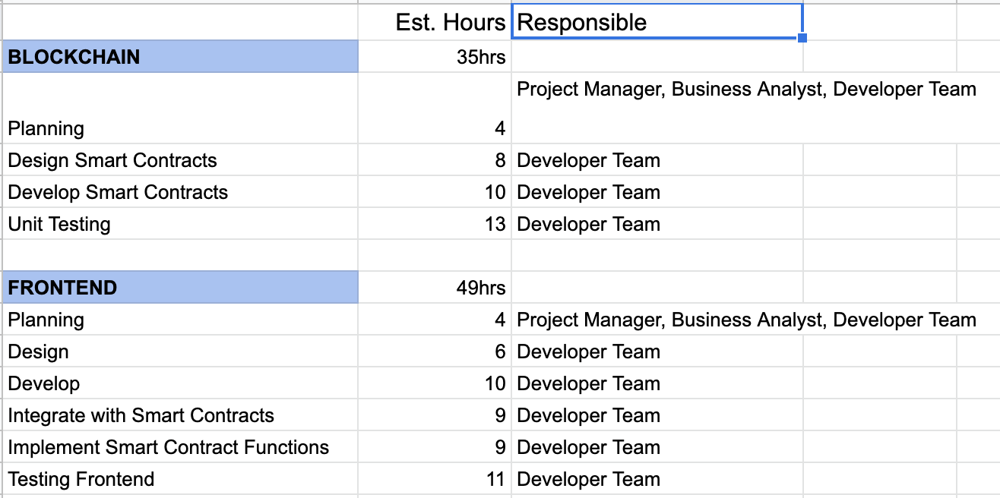 Est. Hours Responsible
BLOCKCHAIN 35hrs
Project Manager, Business Analyst, Developer Team
Planning 4
Design Smart Contracts 8 Developer Team
Develop Smart Contracts 10 Developer Team
Unit Testing 13 Developer Team
FRONTEND 49hrs
Planning 4 Project Manager, Business Analyst, Developer Team
Design 6 Developer Team
Develop 10 Developer Team
Integrate with Smart Contracts 9 Developer Team
Implement Smart Contract Functions 9 Developer Team
Testing Frontend 11 Developer Team